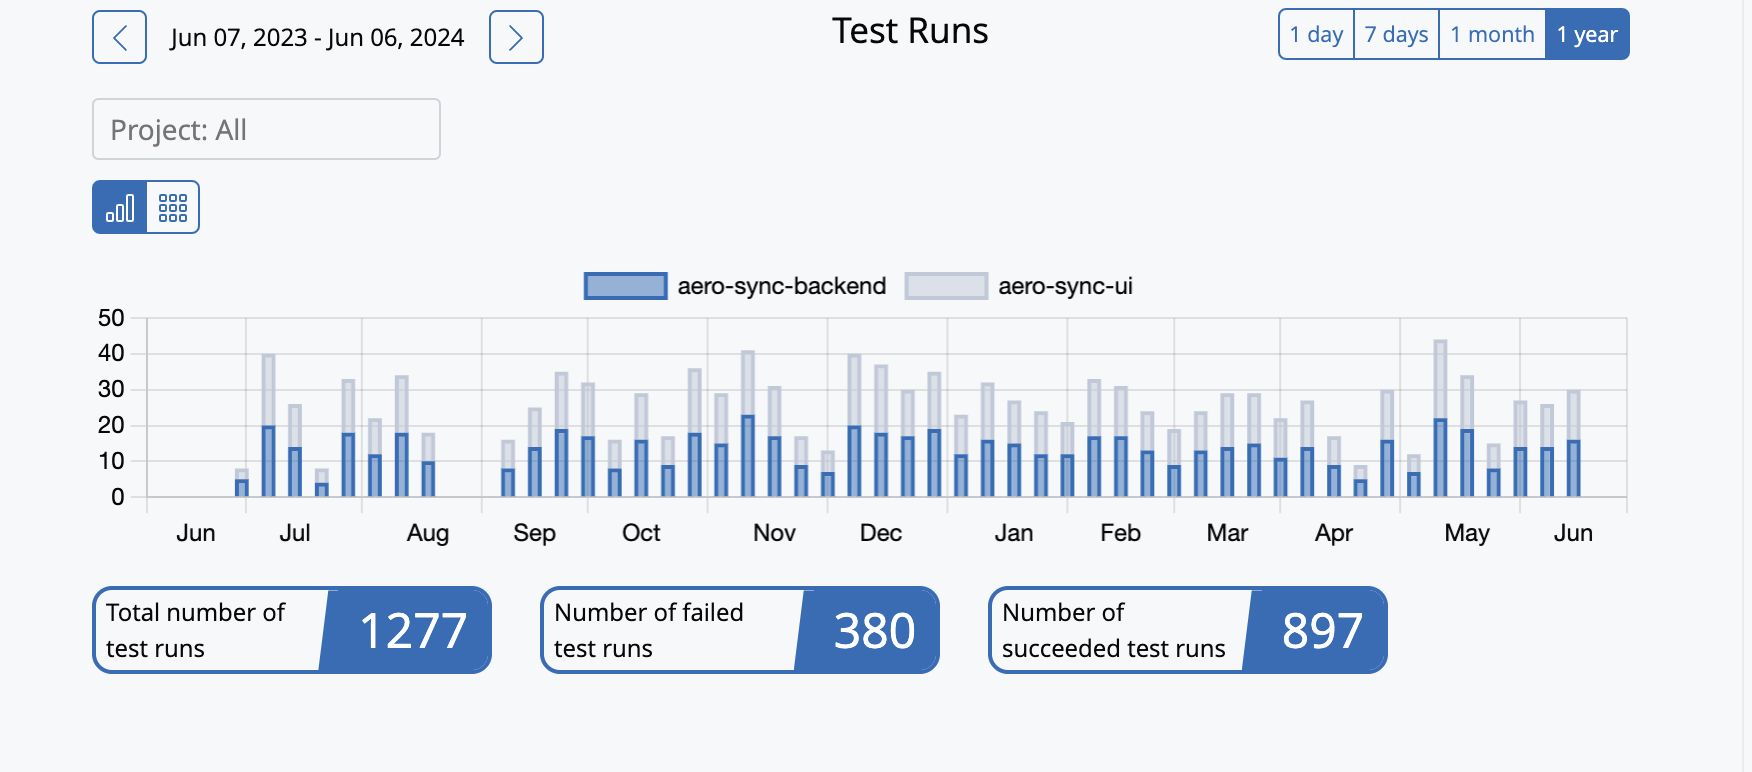 Jun 07, 2023 - Jun 06, 2024
Test Runs
1 day 7 days 1 month 1 year
Project: All
aero-sync-backend aero-sync-ui
50
40
30
20
10
0
Jun Jul Aug Sep Oct Nov Dec Jan Feb Mar Apr May Jun
Total number of
test runs
1277
Number of failed
test runs
380
Number of
succeeded test runs
897